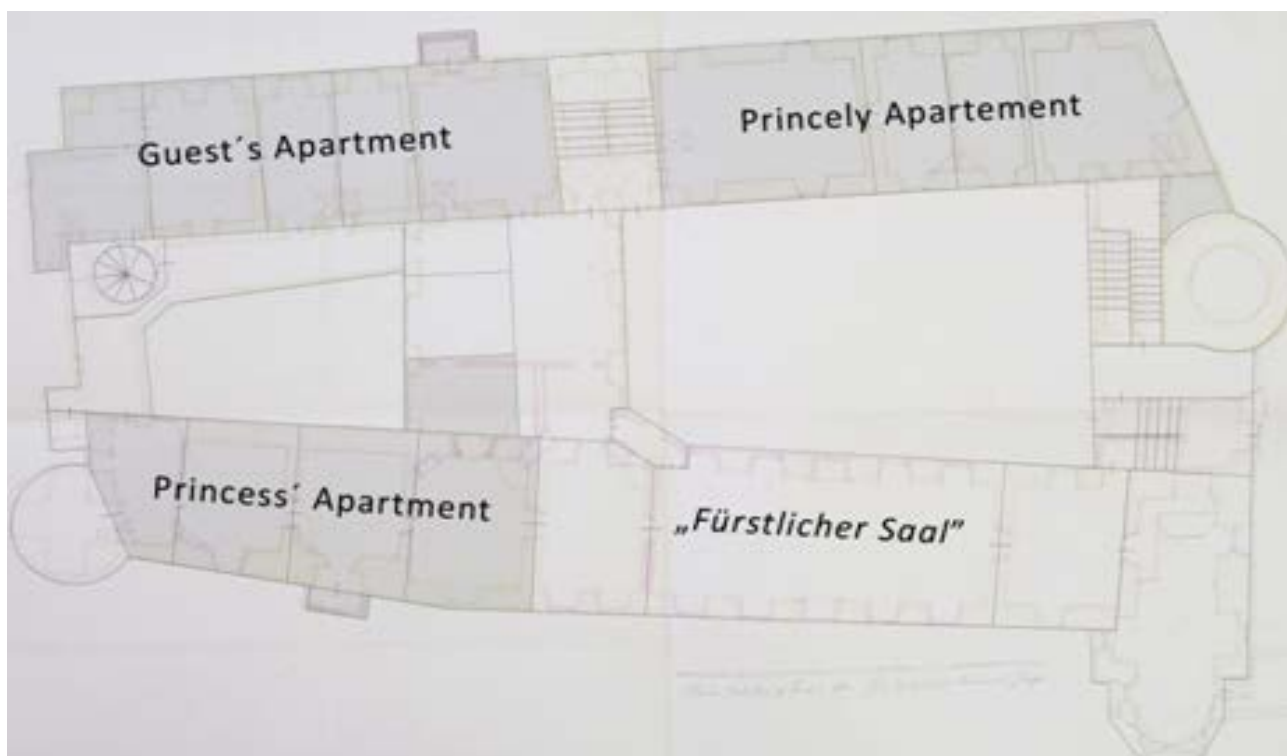 Guest´s Apartment
Princely Apartement
Princess´ Apartment
„Fürstlicher Saal”